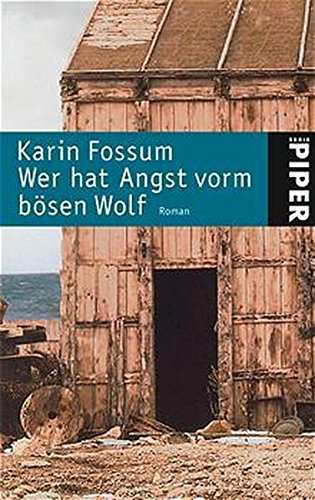 Karin Fossum
Wer hat Angst vorm
bösen Wolf Roman
SERIE
PIPER